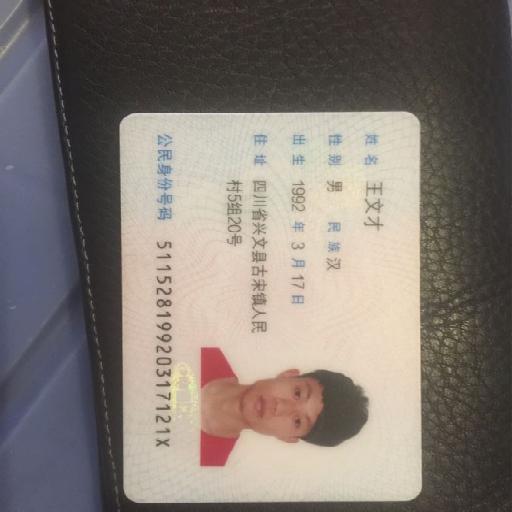 姓名 王文才
性别 男 民族 汉
出生 1992 年 3 月 17 日
住址 四川省兴文县古宋镇人民
村5组20号
公民身份号码 51152819920317121X